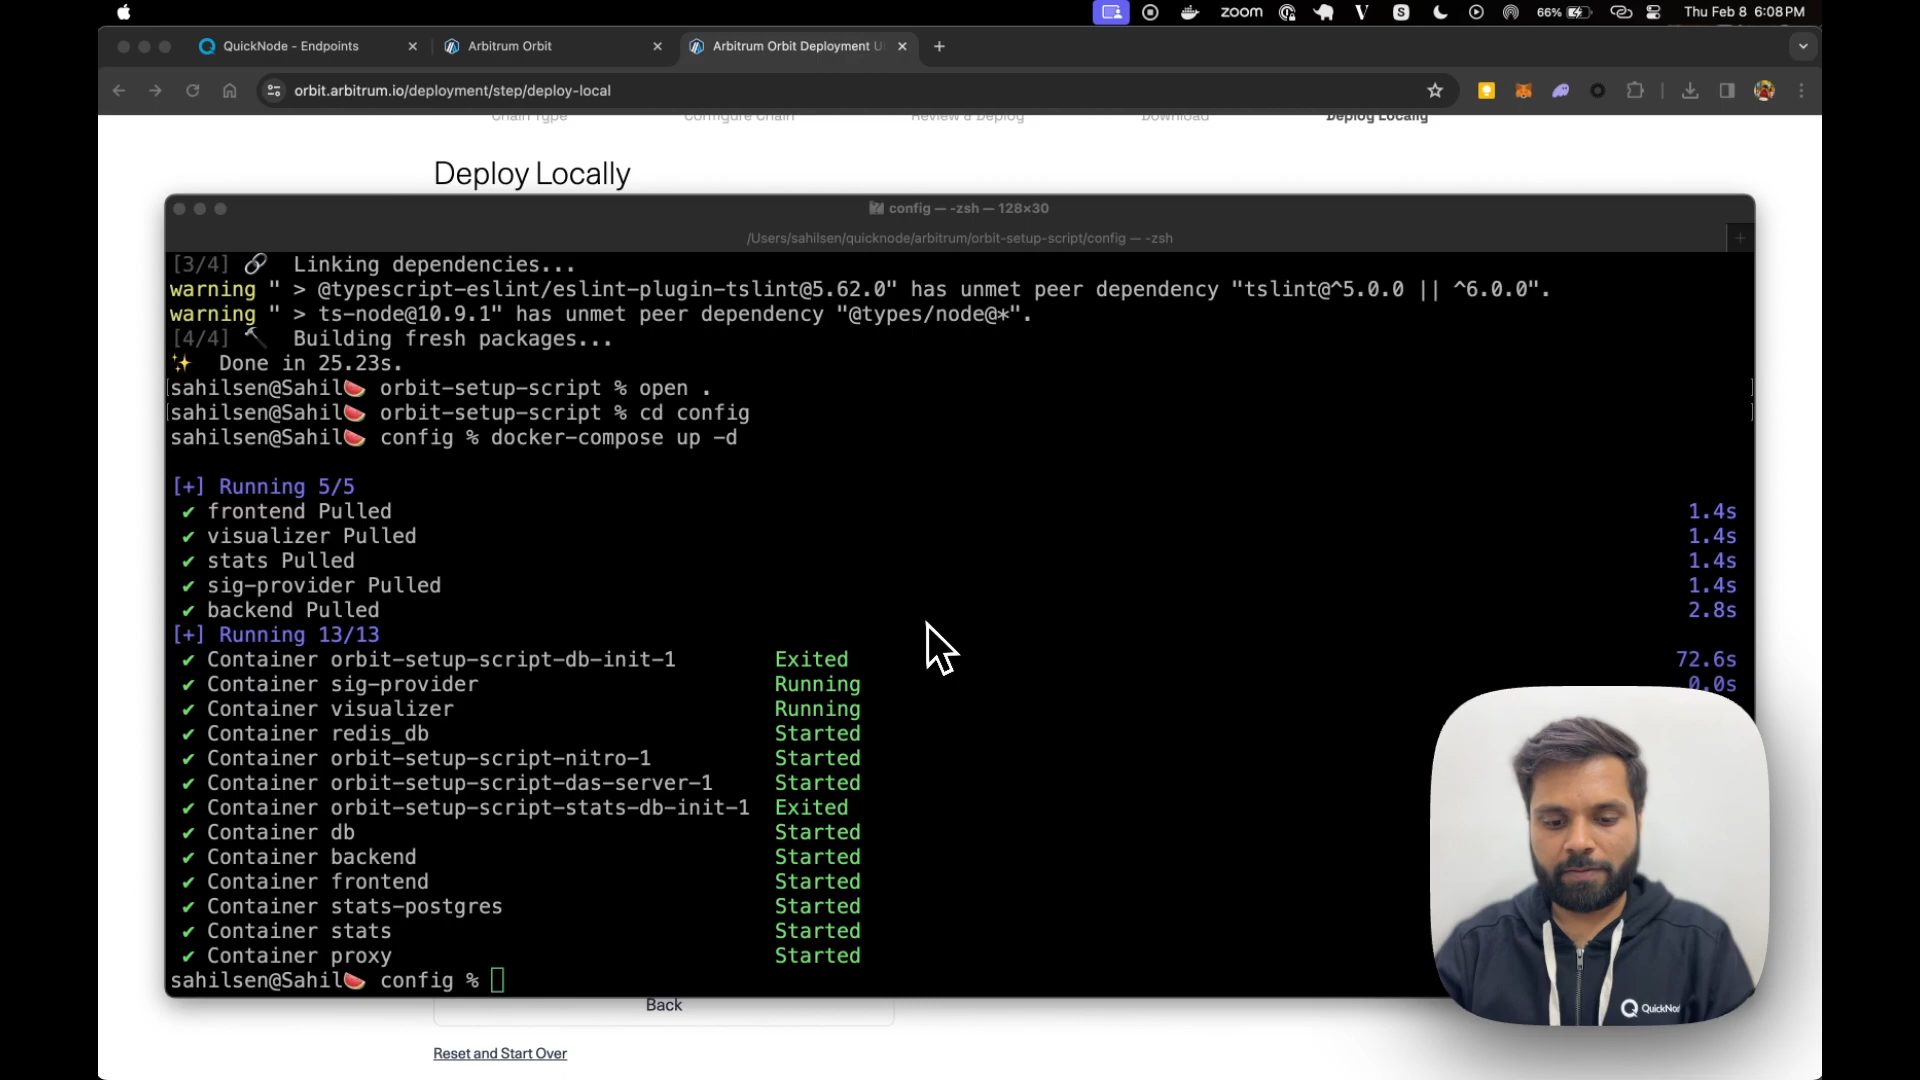 zoom
V
S
66%
Thu Feb 8 6:08 PM
QuickNode - Endpoints
Arbitrum Orbit
Arbitrum Orbit Deployment U
orbit.arbitrum.io/deployment/step/deploy-local
Chain Type
Configure Chain
Review & Deploy
Download
Deploy Locally
Deploy Locally
config — -zsh — 128×30
/Users/sahilsen/quicknode/arbitrum/orbit-setup-script/config — -zsh
[3/4] 🔗 Linking dependencies...
warning " > @typescript-eslint/eslint-plugin-tslint@5.62.0" has unmet peer dependency "tslint@^5.0.0 || ^6.0.0".
warning " > ts-node@10.9.1" has unmet peer dependency "@types/node@*".
[4/4] 🔨 Building fresh packages...
✨ Done in 25.23s.
[sahilsen@Sahil🍉 orbit-setup-script % open . ]
[sahilsen@Sahil🍉 orbit-setup-script % cd config ]
sahilsen@Sahil🍉 config % docker-compose up -d
[+] Running 5/5
✔ frontend Pulled 1.4s
✔ visualizer Pulled 1.4s
✔ stats Pulled 1.4s
✔ sig-provider Pulled 1.4s
✔ backend Pulled 2.8s
[+] Running 13/13
✔ Container orbit-setup-script-db-init-1 Exited 72.6s
✔ Container sig-provider Running 0.0s
✔ Container visualizer Running
✔ Container redis_db Started
✔ Container orbit-setup-script-nitro-1 Started
✔ Container orbit-setup-script-das-server-1 Started
✔ Container orbit-setup-script-stats-db-init-1 Exited
✔ Container db Started
✔ Container backend Started
✔ Container frontend Started
✔ Container stats-postgres Started
✔ Container stats Started
✔ Container proxy Started
sahilsen@Sahil🍉 config %
Back
QuickNo
Reset and Start Over